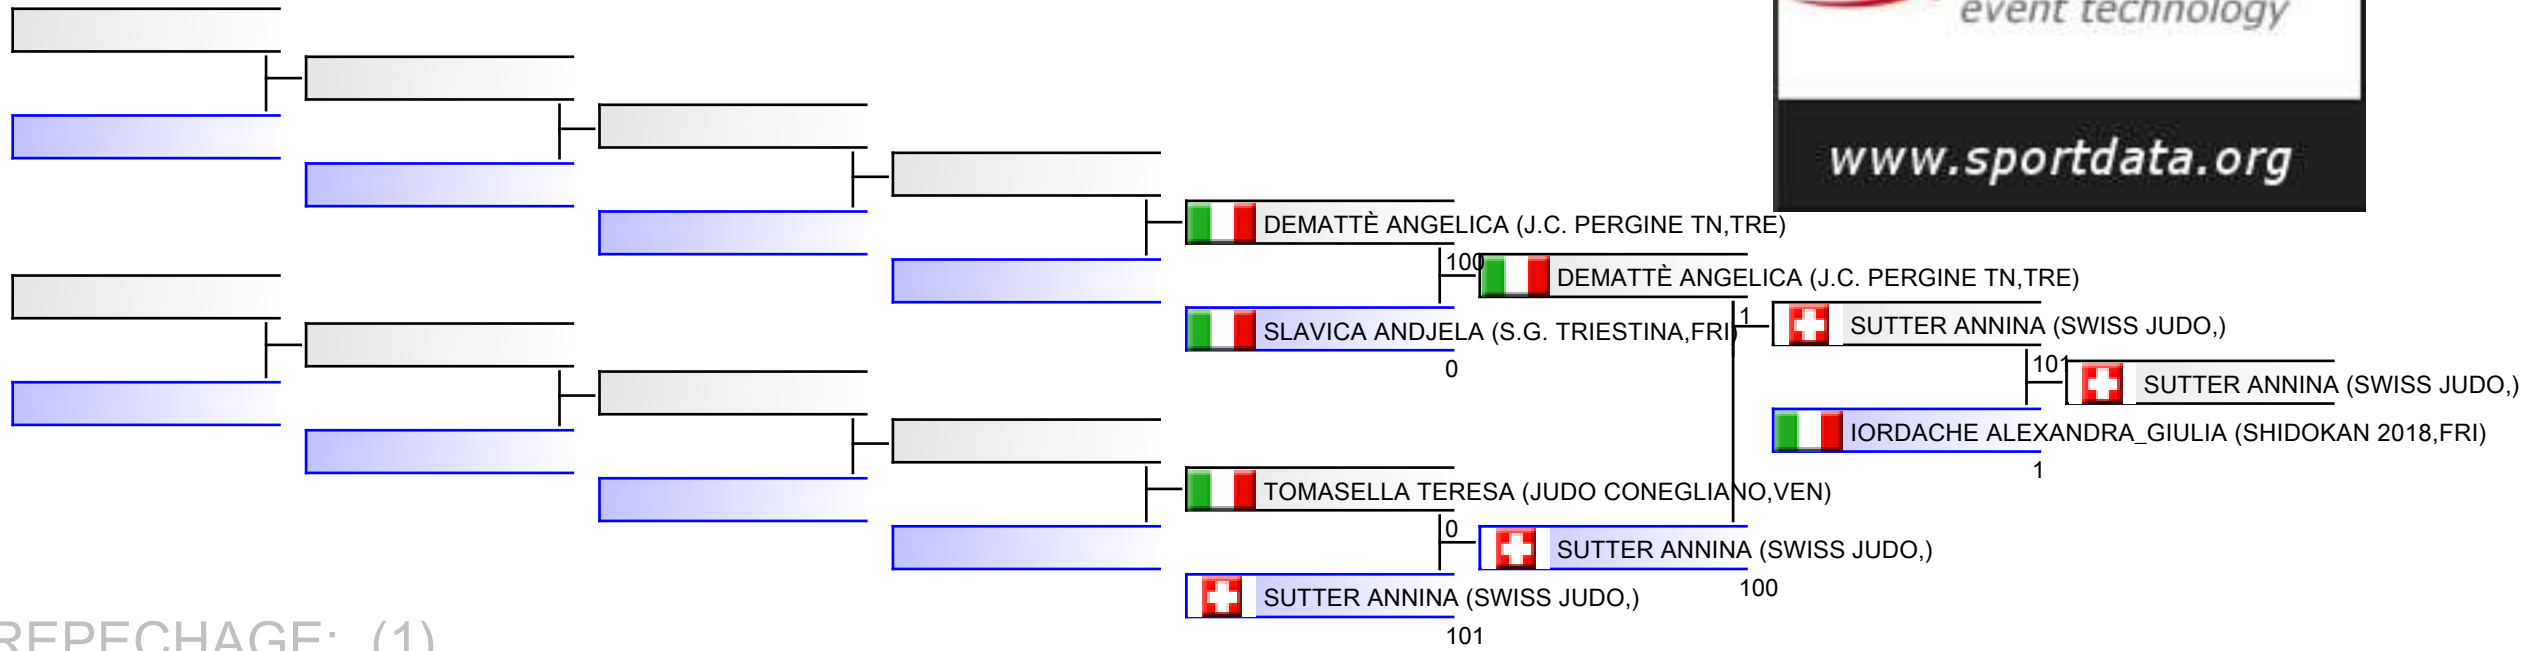 event technology
www.sportdata.org
DEMATTÈ ANGELICA (J.C. PERGINE TN,TRE)
100
DEMATTÈ ANGELICA (J.C. PERGINE TN,TRE)
SLAVICA ANDJELA (S.G. TRIESTINA,FRI)
0
1
SUTTER ANNINA (SWISS JUDO,)
101
SUTTER ANNINA (SWISS JUDO,)
IORDACHE ALEXANDRA_GIULIA (SHIDOKAN 2018,FRI)
1
TOMASELLA TERESA (JUDO CONEGLIANO,VEN)
0
SUTTER ANNINA (SWISS JUDO,)
100
SUTTER ANNINA (SWISS JUDO,)
101
REPECHAGE: (1)